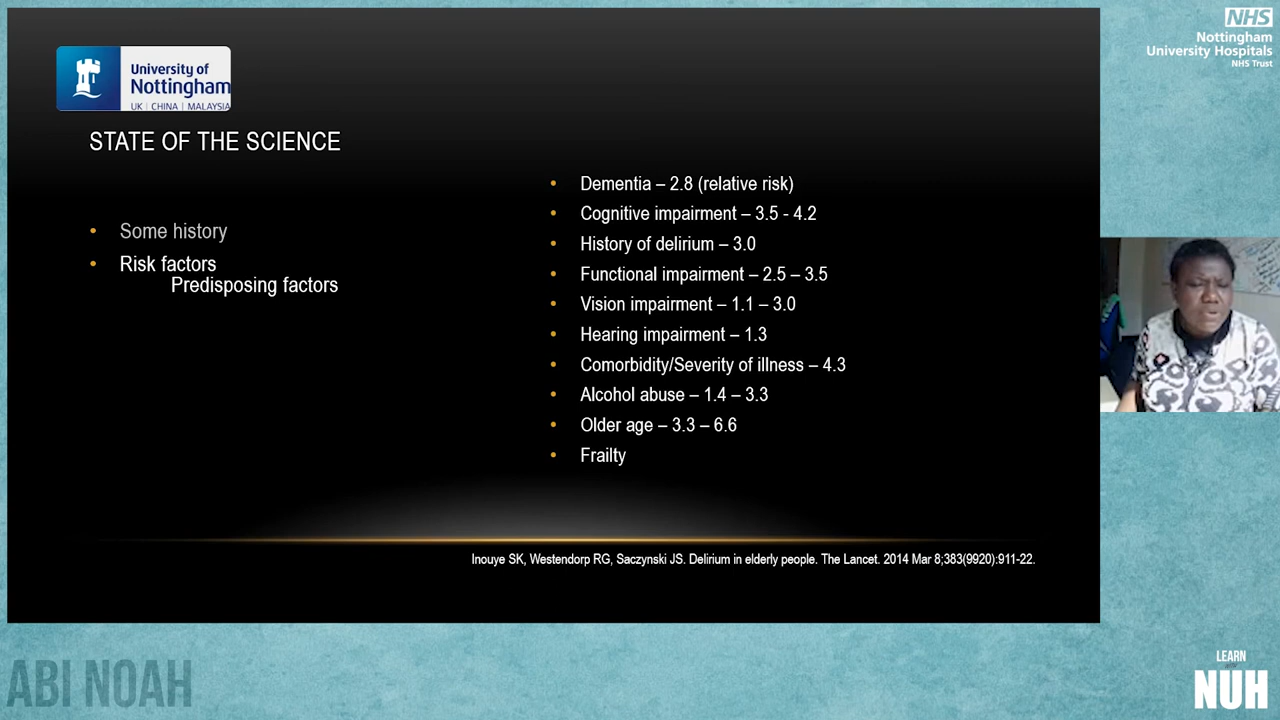 University of
Nottingham
UK | CHINA | MALAYSIA
STATE OF THE SCIENCE
• Some history
• Risk factors
Predisposing factors
• Dementia – 2.8 (relative risk)
• Cognitive impairment – 3.5 - 4.2
• History of delirium – 3.0
• Functional impairment – 2.5 – 3.5
• Vision impairment – 1.1 – 3.0
• Hearing impairment – 1.3
• Comorbidity/Severity of illness – 4.3
• Alcohol abuse – 1.4 – 3.3
• Older age – 3.3 – 6.6
• Frailty
Inouye SK, Westendorp RG, Saczynski JS. Delirium in elderly people. The Lancet. 2014 Mar 8;383(9920):911-22.
NHS
Nottingham
University Hospitals
NHS Trust
ABI NOAH
LEARN
NUH